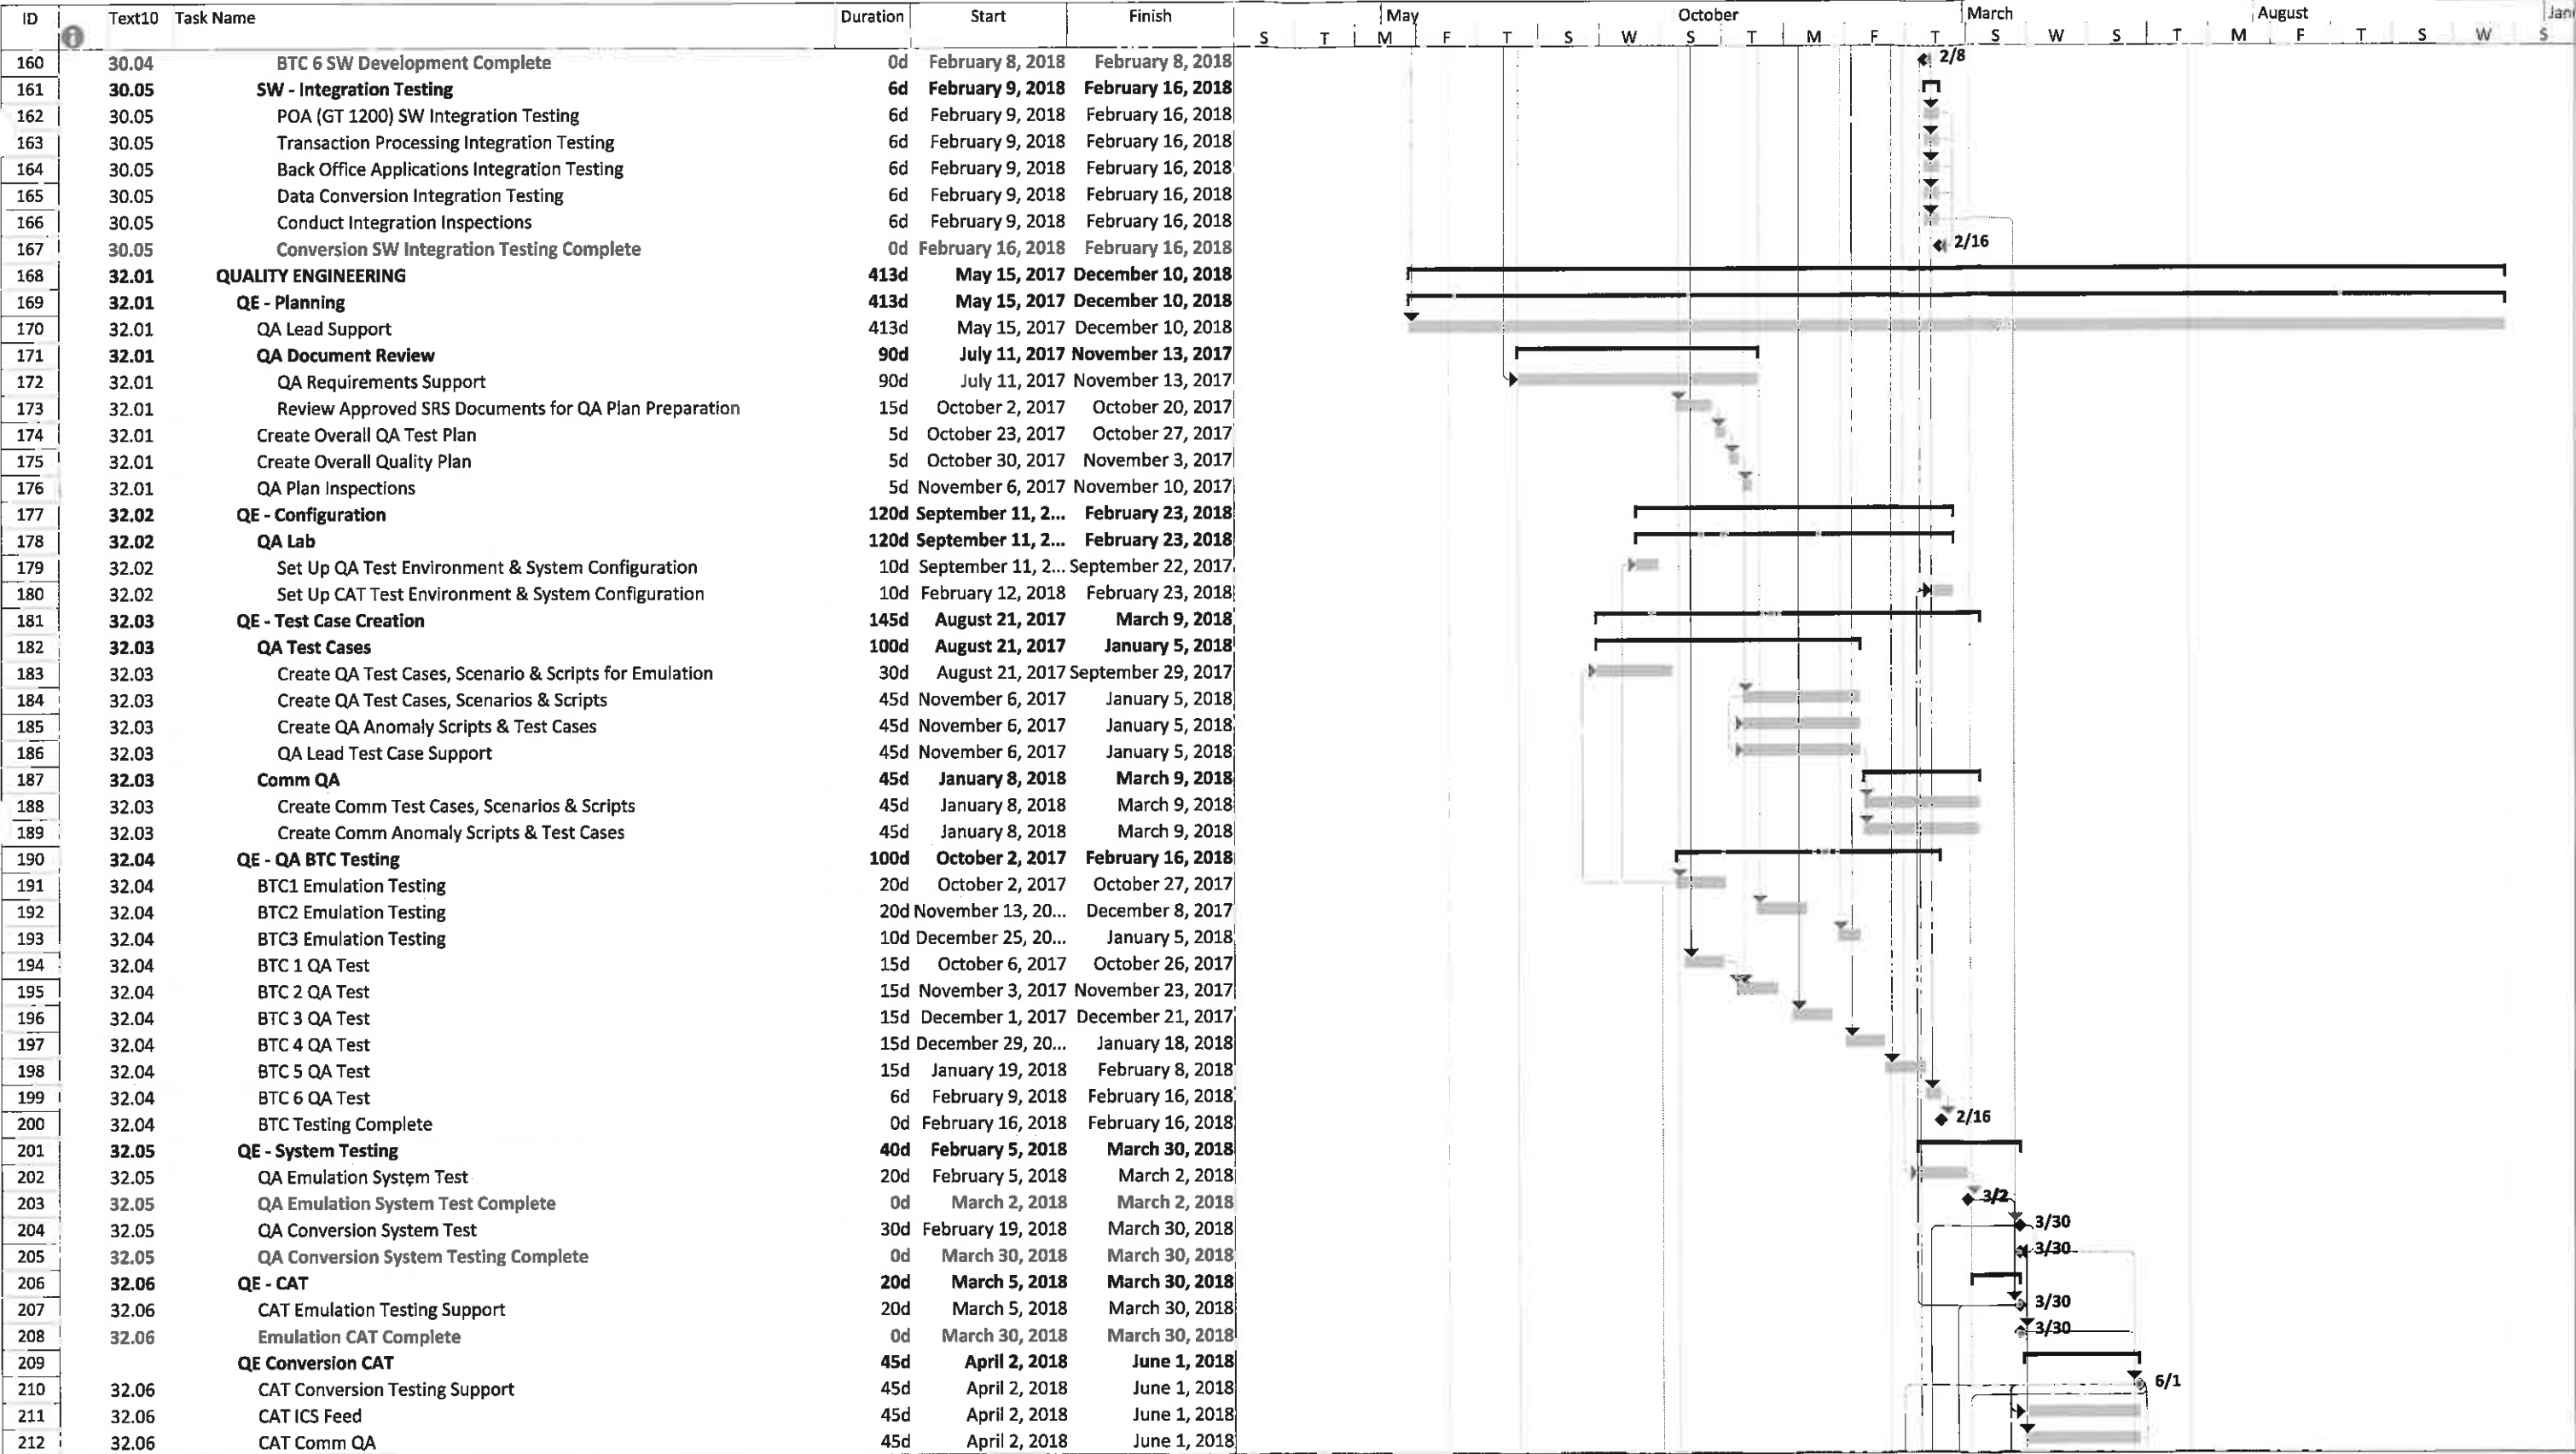 ID Text10 Task Name Duration Start Finish May October March August
S T M F T S W S T M F T S W S T M F T S W S
160 30.04 BTC 6 SW Development Complete 0d February 8, 2018 February 8, 2018 2/8
161 30.05 SW - Integration Testing 6d February 9, 2018 February 16, 2018
162 30.05 POA (GT 1200) SW Integration Testing 6d February 9, 2018 February 16, 2018
163 30.05 Transaction Processing Integration Testing 6d February 9, 2018 February 16, 2018
164 30.05 Back Office Applications Integration Testing 6d February 9, 2018 February 16, 2018
165 30.05 Data Conversion Integration Testing 6d February 9, 2018 February 16, 2018
166 30.05 Conduct Integration Inspections 6d February 9, 2018 February 16, 2018
167 30.05 Conversion SW Integration Testing Complete 0d February 16, 2018 February 16, 2018 2/16
168 32.01 QUALITY ENGINEERING 413d May 15, 2017 December 10, 2018
169 32.01 QE - Planning 413d May 15, 2017 December 10, 2018
170 32.01 QA Lead Support 413d May 15, 2017 December 10, 2018
171 32.01 QA Document Review 90d July 11, 2017 November 13, 2017
172 32.01 QA Requirements Support 90d July 11, 2017 November 13, 2017
173 32.01 Review Approved SRS Documents for QA Plan Preparation 15d October 2, 2017 October 20, 2017
174 32.01 Create Overall QA Test Plan 5d October 23, 2017 October 27, 2017
175 32.01 Create Overall Quality Plan 5d October 30, 2017 November 3, 2017
176 32.01 QA Plan Inspections 5d November 6, 2017 November 10, 2017
177 32.02 QE - Configuration 120d September 11, 2... February 23, 2018
178 32.02 QA Lab 120d September 11, 2... February 23, 2018
179 32.02 Set Up QA Test Environment & System Configuration 10d September 11, 2... September 22, 2017
180 32.02 Set Up CAT Test Environment & System Configuration 10d February 12, 2018 February 23, 2018
181 32.03 QE - Test Case Creation 145d August 21, 2017 March 9, 2018
182 32.03 QA Test Cases 100d August 21, 2017 January 5, 2018
183 32.03 Create QA Test Cases, Scenario & Scripts for Emulation 30d August 21, 2017 September 29, 2017
184 32.03 Create QA Test Cases, Scenarios & Scripts 45d November 6, 2017 January 5, 2018
185 32.03 Create QA Anomaly Scripts & Test Cases 45d November 6, 2017 January 5, 2018
186 32.03 QA Lead Test Case Support 45d November 6, 2017 January 5, 2018
187 32.03 Comm QA 45d January 8, 2018 March 9, 2018
188 32.03 Create Comm Test Cases, Scenarios & Scripts 45d January 8, 2018 March 9, 2018
189 32.03 Create Comm Anomaly Scripts & Test Cases 45d January 8, 2018 March 9, 2018
190 32.04 QE - QA BTC Testing 100d October 2, 2017 February 16, 2018
191 32.04 BTC1 Emulation Testing 20d October 2, 2017 October 27, 2017
192 32.04 BTC2 Emulation Testing 20d November 13, 20... December 8, 2017
193 32.04 BTC3 Emulation Testing 10d December 25, 20... January 5, 2018
194 32.04 BTC 1 QA Test 15d October 6, 2017 October 26, 2017
195 32.04 BTC 2 QA Test 15d November 3, 2017 November 23, 2017
196 32.04 BTC 3 QA Test 15d December 1, 2017 December 21, 2017
197 32.04 BTC 4 QA Test 15d December 29, 20... January 18, 2018
198 32.04 BTC 5 QA Test 15d January 19, 2018 February 8, 2018
199 32.04 BTC 6 QA Test 6d February 9, 2018 February 16, 2018
200 32.04 BTC Testing Complete 0d February 16, 2018 February 16, 2018 2/16
201 32.05 QE - System Testing 40d February 5, 2018 March 30, 2018
202 32.05 QA Emulation System Test 20d February 5, 2018 March 2, 2018
203 32.05 QA Emulation System Test Complete 0d March 2, 2018 March 2, 2018 3/2
204 32.05 QA Conversion System Test 30d February 19, 2018 March 30, 2018 3/30
205 32.05 QA Conversion System Testing Complete 0d March 30, 2018 March 30, 2018 3/30
206 32.06 QE - CAT 20d March 5, 2018 March 30, 2018
207 32.06 CAT Emulation Testing Support 20d March 5, 2018 March 30, 2018 3/30
208 32.06 Emulation CAT Complete 0d March 30, 2018 March 30, 2018 3/30
209 QE Conversion CAT 45d April 2, 2018 June 1, 2018
210 32.06 CAT Conversion Testing Support 45d April 2, 2018 June 1, 2018 6/1
211 32.06 CAT ICS Feed 45d April 2, 2018 June 1, 2018
212 32.06 CAT Comm QA 45d April 2, 2018 June 1, 2018